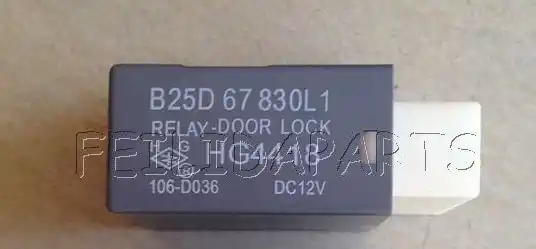 B25D 67 830L1
RELAY-DOOR LOCK
HG4418
106-D036 DC12V
FEILIDAPARTS